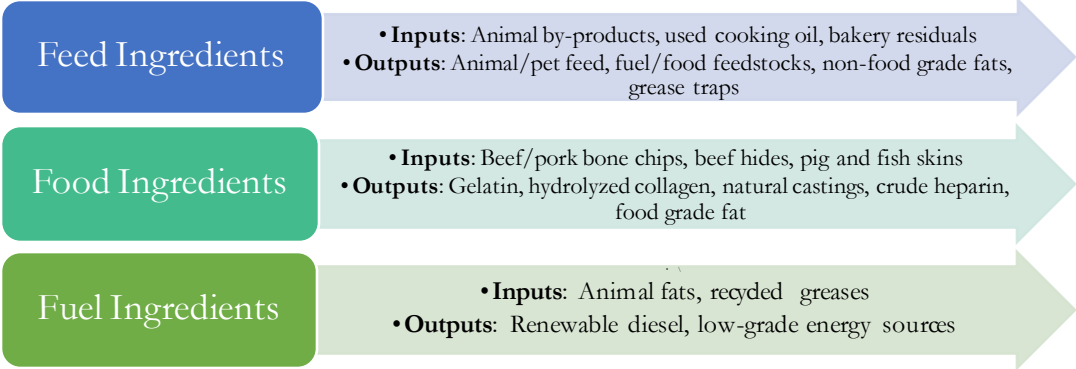 Feed Ingredients
• Inputs: Animal by-products, used cooking oil, bakery residuals
• Outputs: Animal/pet feed, fuel/food feedstocks, non-food grade fats,
grease traps
Food Ingredients
• Inputs: Beef/pork bone chips, beef hides, pig and fish skins
• Outputs: Gelatin, hydrolyzed collagen, natural castings, crude heparin,
food grade fat
Fuel Ingredients
• Inputs: Animal fats, recycled greases
• Outputs: Renewable diesel, low-grade energy sources